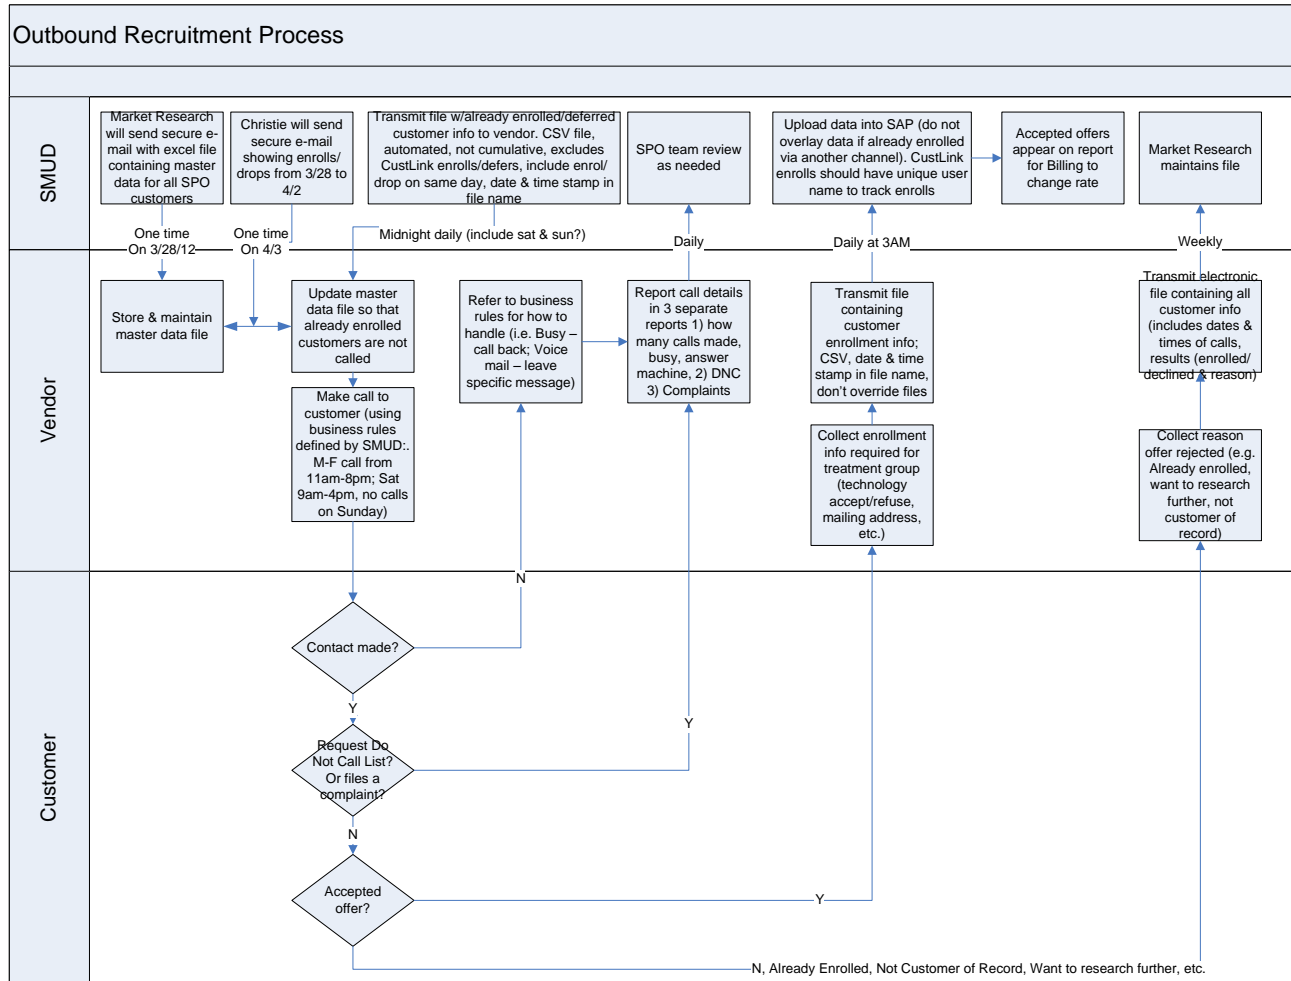 Outbound Recruitment Process
SMUD
Market Research
will send secure e-
mail with excel file
containing master
data for all SPO
customers
Christie will send
secure e-mail
showing enrolls/
drops from 3/28 to
4/2
Transmit file w/already enrolled/deferred
customer info to vendor. CSV file,
automated, not cumulative, excludes
CustLink enrolls/defers, include enrol/
drop on same day, date & time stamp in
file name
SPO team review
as needed
Upload data into SAP (do not
overlay data if already enrolled
via another channel). CustLink
enrolls should have unique user
name to track enrolls
Accepted offers
appear on report
for Billing to
change rate
Market Research
maintains file
One time
On 3/28/12
One time
On 4/3
Midnight daily (include sat & sun?)
Daily
Daily at 3AM
Weekly
Vendor
Store & maintain
master data file
Update master
data file so that
already enrolled
customers are not
called
Refer to business
rules for how to
handle (i.e. Busy –
call back; Voice
mail – leave
specific message)
Report call details
in 3 separate
reports 1) how
many calls made,
busy, answer
machine, 2) DNC
3) Complaints
Transmit file
containing
customer
enrollment info;
CSV, date & time
stamp in file name,
don't override files
Transmit electronic
file containing all
customer info
(includes dates &
times of calls,
results (enrolled/
declined & reason)
Make call to
customer (using
business rules
defined by SMUD:.
M-F call from
11am-8pm; Sat
9am-4pm, no calls
on Sunday)
Collect enrollment
info required for
treatment group
(technology
accept/refuse,
mailing address,
etc.)
Collect reason
offer rejected (e.g.
Already enrolled,
want to research
further, not
customer of
record)
Customer
N
Contact made?
Y
Request Do
Not Call List?
Or files a
complaint?
Y
N
Accepted
offer?
Y
N, Already Enrolled, Not Customer of Record, Want to research further, etc.